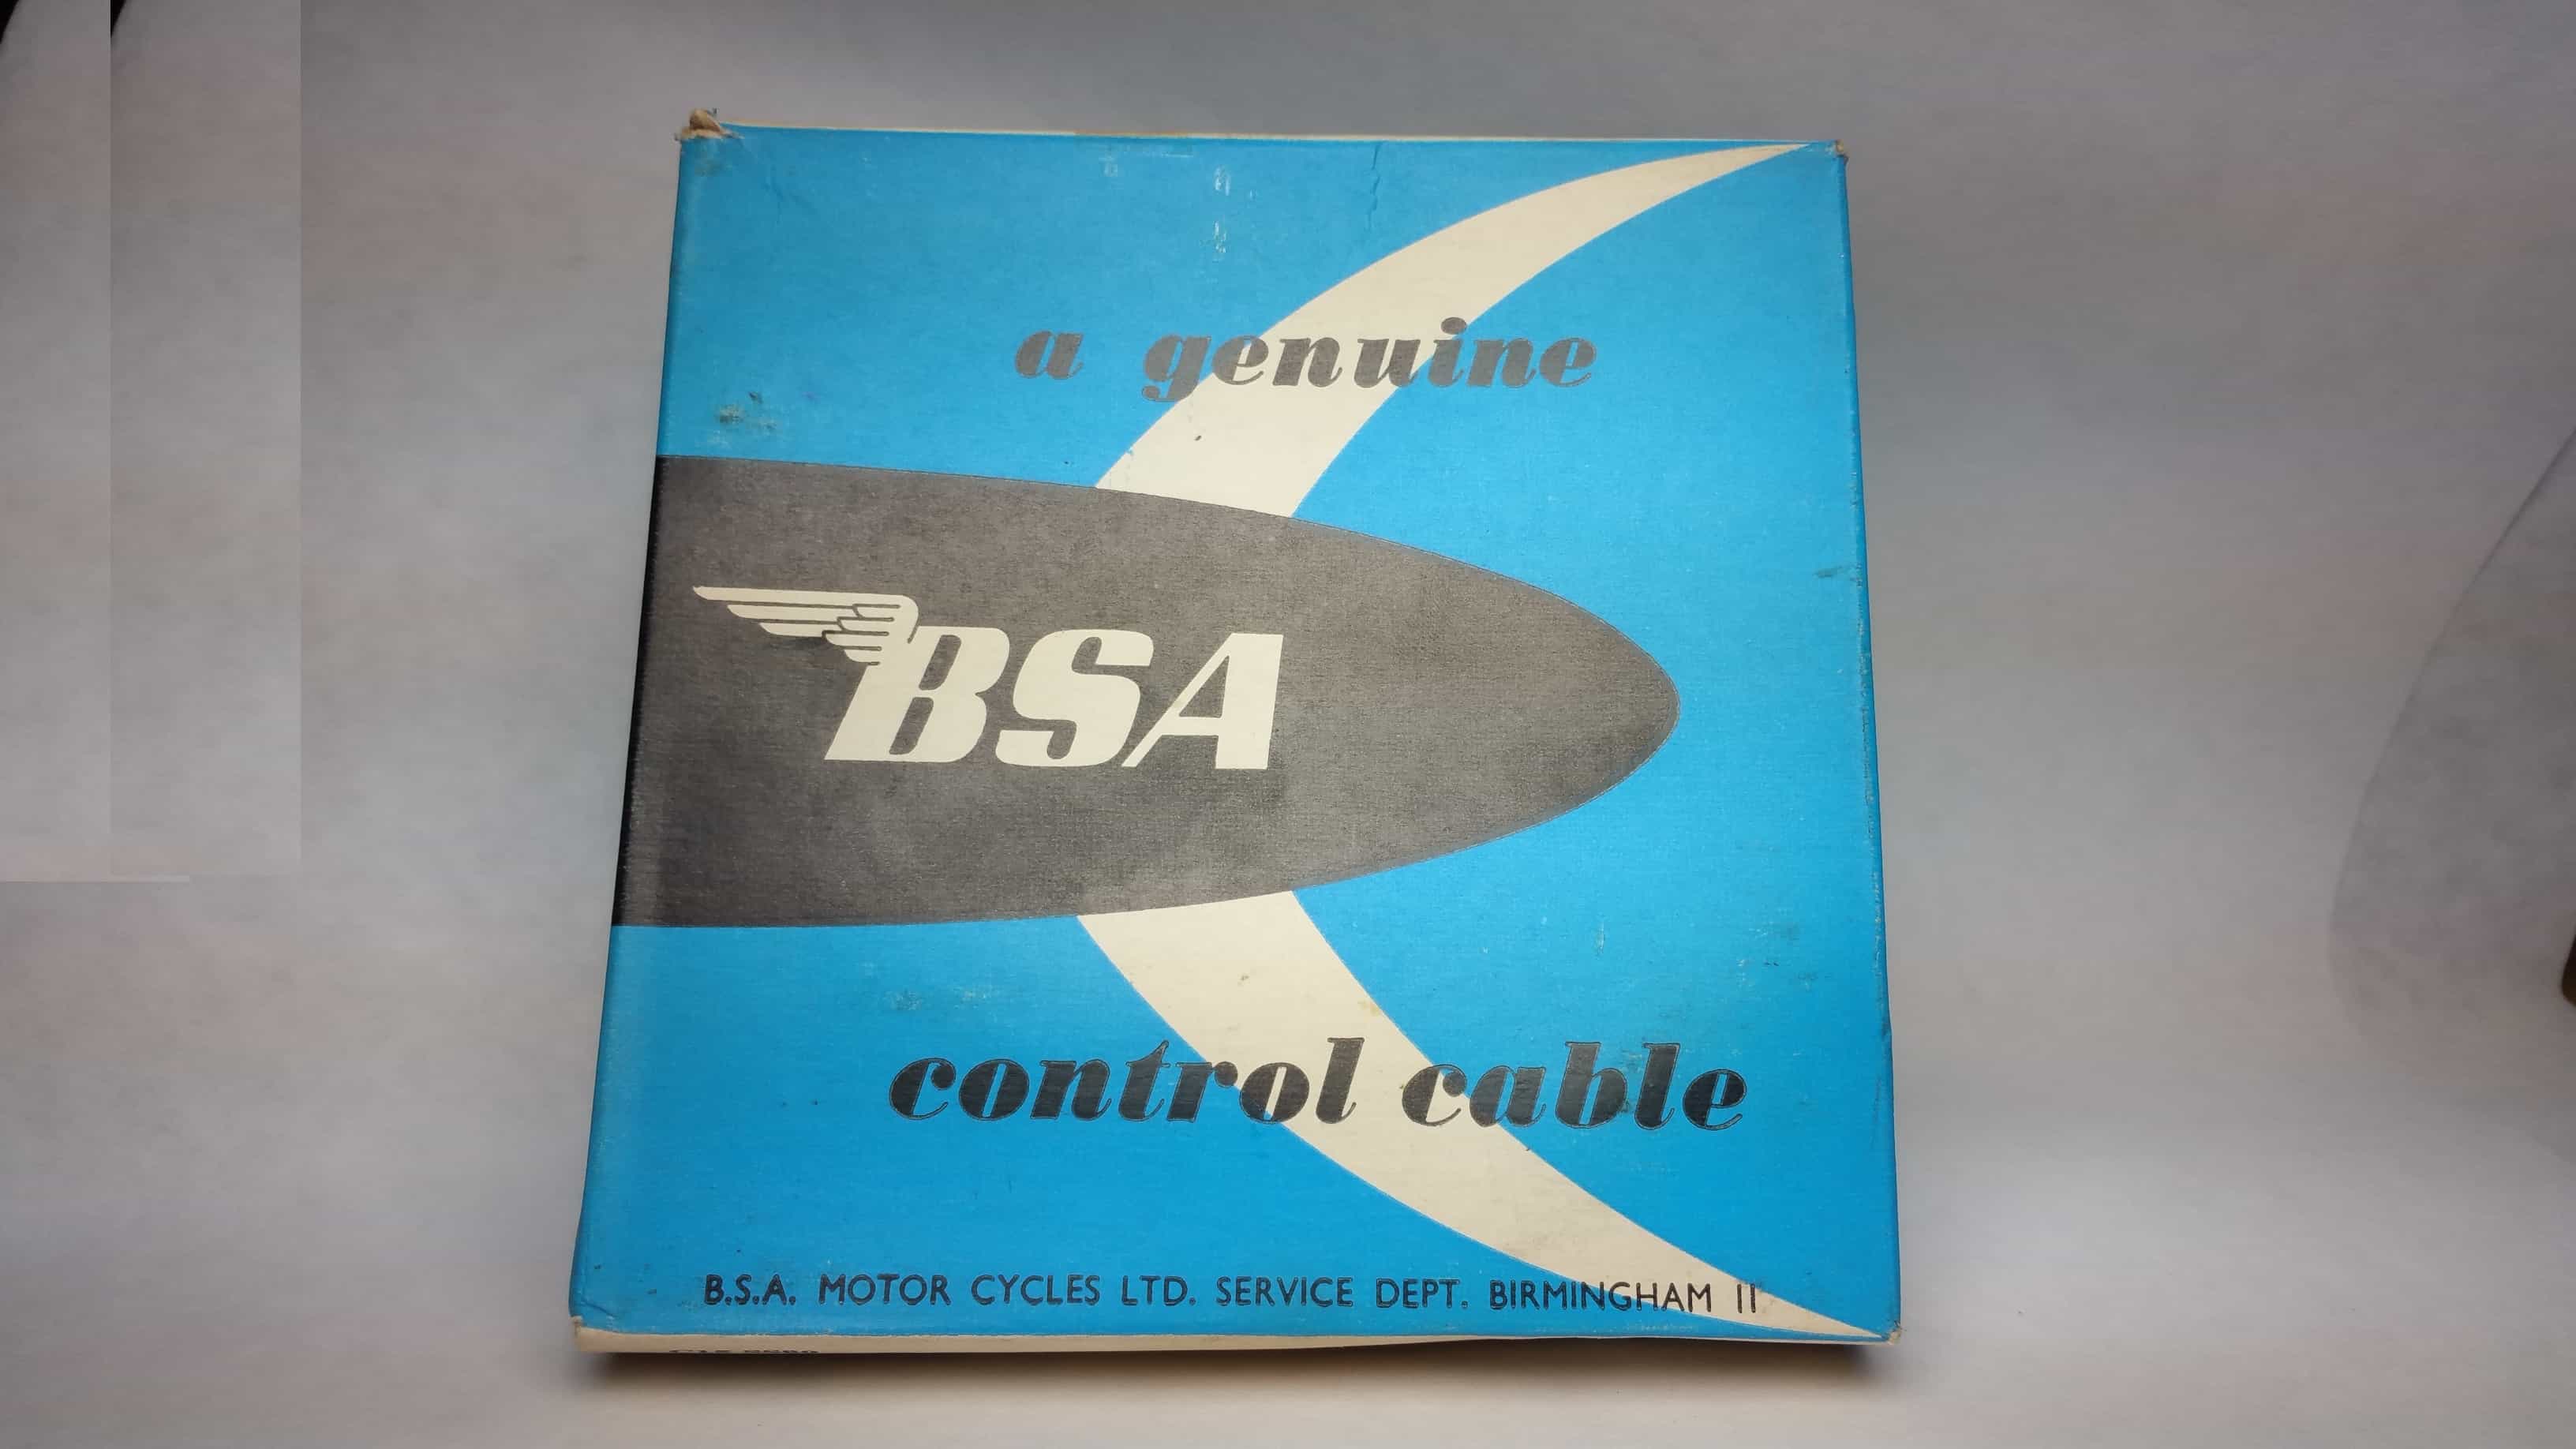 a genuine
BSA
control cable
B.S.A. MOTOR CYCLES LTD. SERVICE DEPT. BIRMINGHAM 11